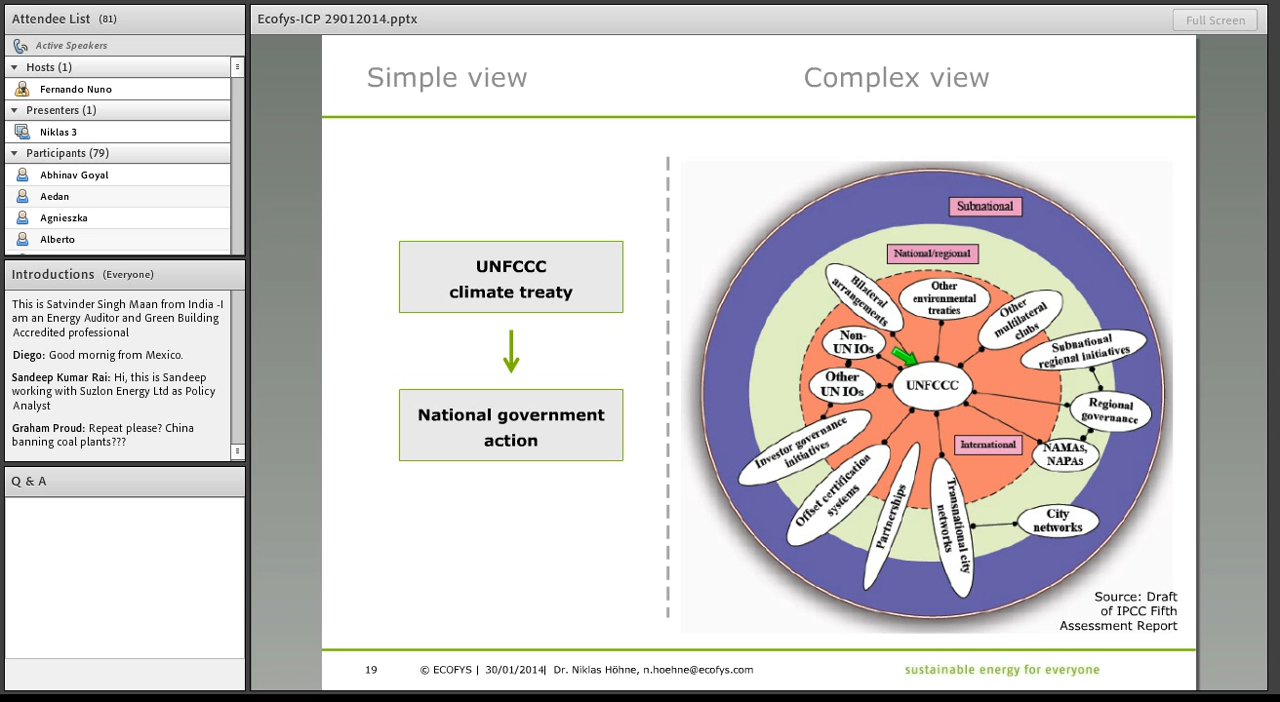 Attendee List (81)
Active Speakers
Hosts (1)
Fernando Nuno
Presenters (1)
Niklas 3
Participants (79)
Abhinav Goyal
Aedan
Agnieszka
Alberto
Introductions (Everyone)
This is Satvinder Singh Maan from India -I
am an Energy Auditor and Green Building
Accredited professional
Diego: Good mornig from Mexico.
Sandeep Kumar Rai: Hi, this is Sandeep
working with Suzlon Energy Ltd as Policy
Analyst
Graham Proud: Repeat please? China
banning coal plants???
Q & A
Ecofys-ICP 29012014.pptx
Full Screen
Simple view
Complex view
UNFCCC
climate treaty
National government
action
Subnational
National/regional
Bilateral
arrangements
Other
environmental
treaties
Other
multilateral
clubs
Subnational
regional initiatives
Non-
UN IOs
Other
UN IOs
UNFCCC
Regional
governance
International
NAMAs,
NAPAs
Investor governance
initiatives
Offset certification
systems
Partnerships
Transnational city
networks
City
networks
Source: Draft
of IPCC Fifth
Assessment Report
19
© ECOFYS | 30/01/2014| Dr. Niklas Höhne, n.hoehne@ecofys.com
sustainable energy for everyone